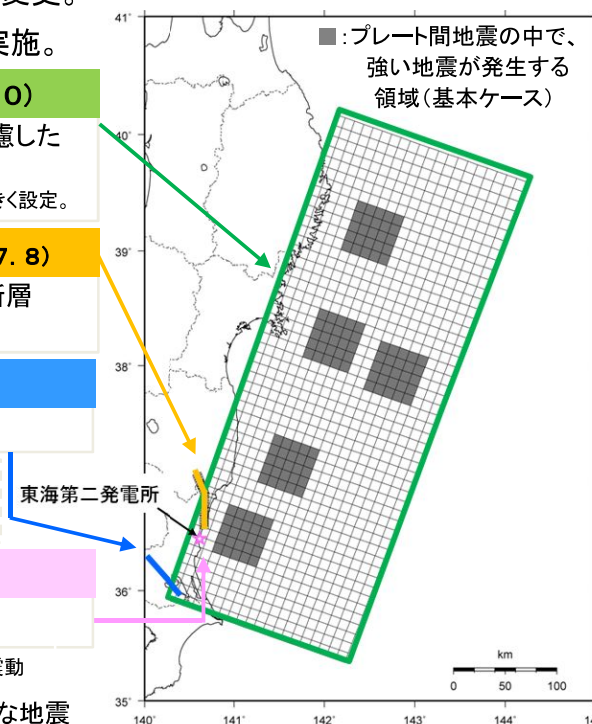 変更。
実施。
0)
慮した
きく設定。
7. 8)
断層
■:プレート間地震の中で、
強い地震が発生する
領域(基本ケース)
41°
40°
39°
38°
東海第二発電所
36°
35°
震動
な地震
km
0 50 100
140° 141° 142° 143° 144°